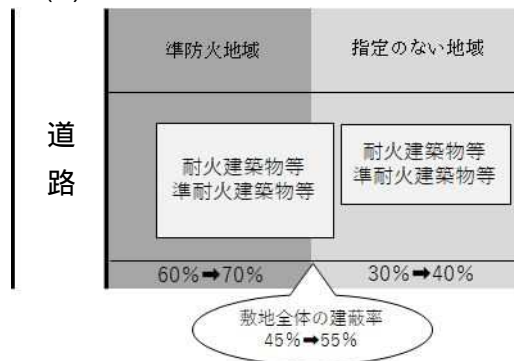 準防火地域
指定のない地域
道
路
耐火建築物等
準耐火建築物等
耐火建築物等
準耐火建築物等
60%➡70%
30%➡40%
敷地全体の建蔽率
45%➡55%